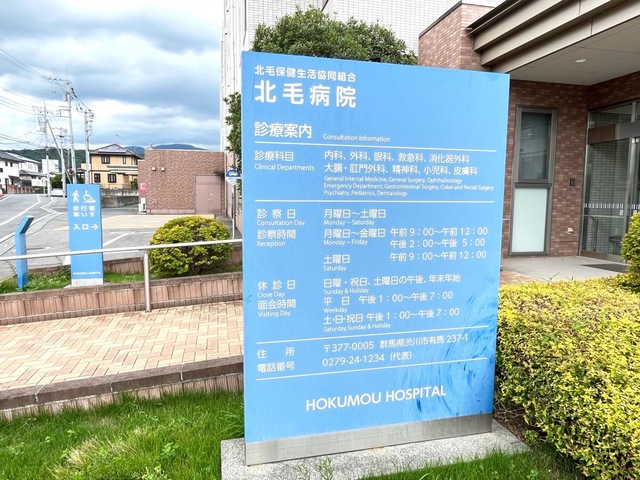 北毛保健生活協同組合
北毛病院
診療案内 Consultation Information
診療科目 内科、外科、眼科、救急科、消化器外科
Clinical Departments 大腸・肛門外科、精神科、小児科、皮膚科
General Internal Medicine, General Surgery, Ophthalmology
Emergency Department, Gastrointestinal Surgery, Colon and Rectal Surgery
Psychiatry, Pediatrics, Dermatology
診察日 月曜日〜土曜日
Consultation Day Monday ~ Saturday
診察時間 月曜日〜金曜日 午前 9:00〜午前 12:00
Reception Monday ~ Friday 午後 2:00〜午後 5:00
土曜日 午前 9:00〜午前 12:00
Saturday
休診日 日曜・祝日、土曜日の午後、年末年始
Close Day Sunday & Holiday
面会時間 平日 午後 1:00〜午後 7:00
Visiting Day Weekday
土・日・祝日 午後 1:00〜午後 7:00
Saturday, Sunday & Holiday
住所 〒377-0005 群馬県渋川市有馬 237-1
電話番号 0279-24-1234 (代表)
HOKUMOU HOSPITAL
入口